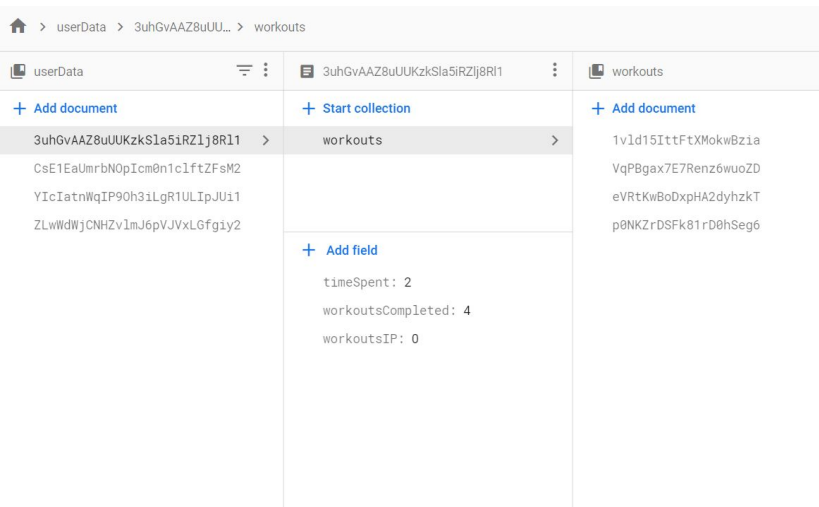 userData > 3uhGvAAZ8uUU… > workouts
userData
+ Add document
3uhGvAAZ8uUUKzkSla5iRZlj8Rl1 >
CsE1EaUmrbNOpIcm0n1clftZFsM2
YIcIatnWqIP9Oh3iLgR1ULIpJUi1
ZLwWdWjCNHZvlmJ6pVJVxLGfgiy2
3uhGvAAZ8uUUKzkSla5iRZlj8Rl1
+ Start collection
workouts >
+ Add field
timeSpent: 2
workoutsCompleted: 4
workoutsIP: 0
workouts
+ Add document
1vld15IttFtXMokwBzia
VqPBgax7E7Renz6wuoZD
eVRtKwBoDxpHA2dyhzkT
p0NKZrDSFk81rD0hSeg6